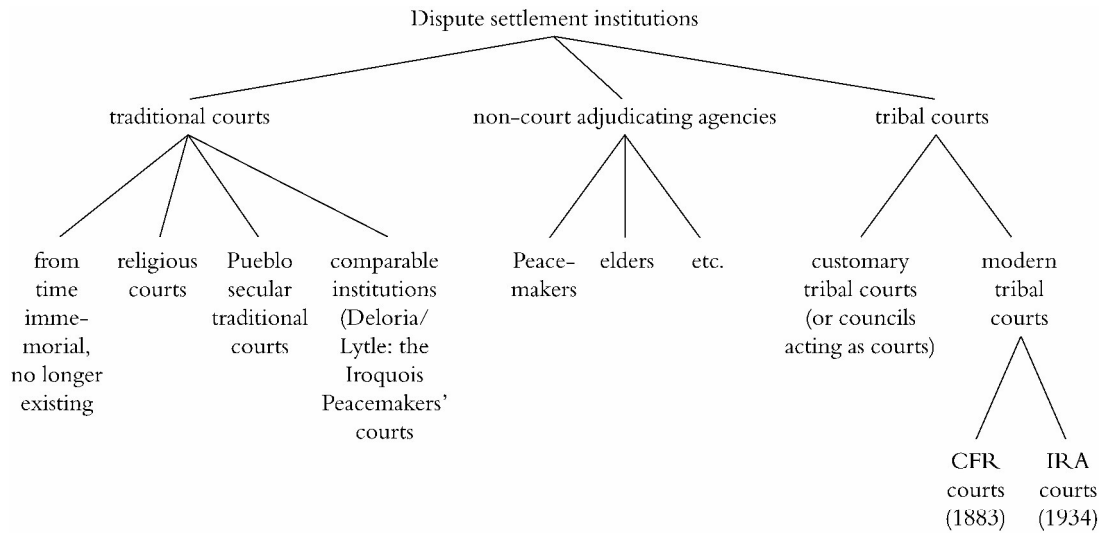 Dispute settlement institutions
traditional courts
non-court adjudicating agencies
tribal courts
from
time
imme-
morial,
no longer
existing
religious
courts
Pueblo
secular
traditional
courts
comparable
institutions
(Deloria/
Lytle: the
Iroquois
Peacemakers’
courts
Peace-
makers
elders
etc.
customary
tribal courts
(or councils
acting as courts)
modern
tribal
courts
CFR
courts
(1883)
IRA
courts
(1934)